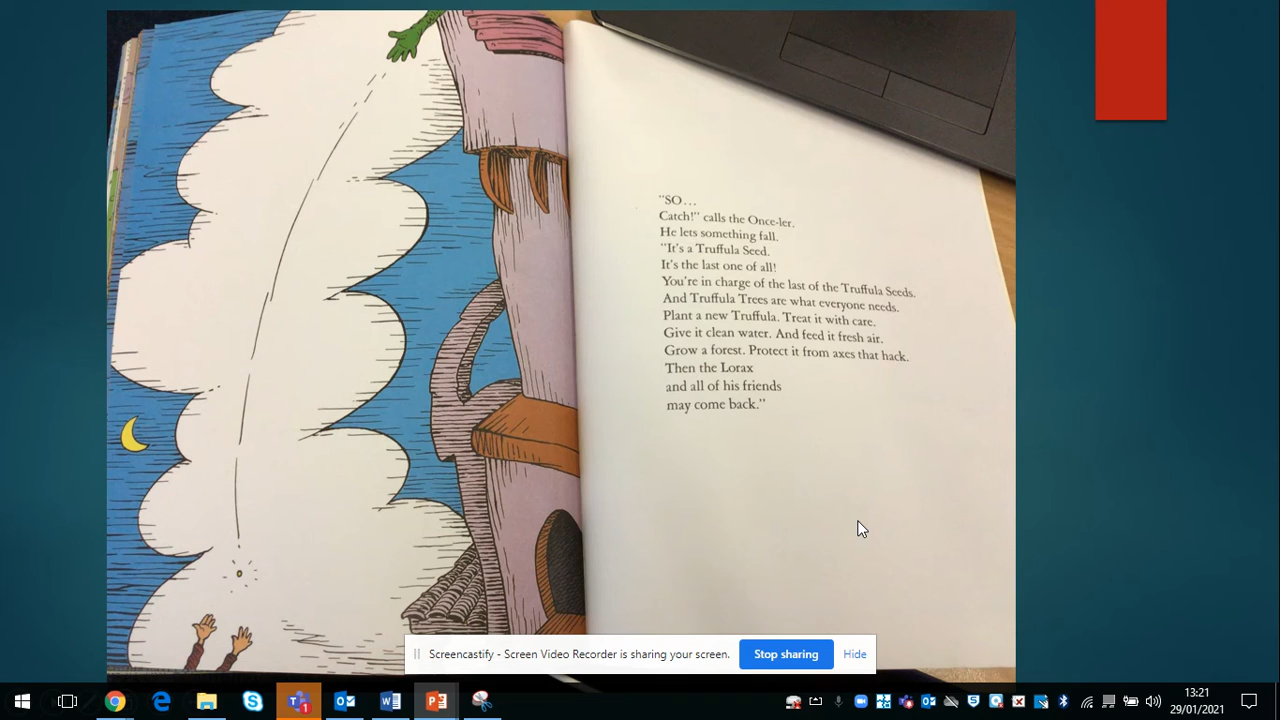 "SO...
Catch!" calls the Once-ler.
He lets something fall.
"It's a Truffula Seed.
It's the last one of all!
You're in charge of the last of the Truffula Seeds.
And Truffula Trees are what everyone needs.
Plant a new Truffula. Treat it with care.
Give it clean water. And feed it fresh air.
Grow a forest. Protect it from axes that hack.
Then the Lorax
and all of his friends
may come back."
Screencastify - Screen Video Recorder is sharing your screen. Stop sharing Hide
13:21
29/01/2021